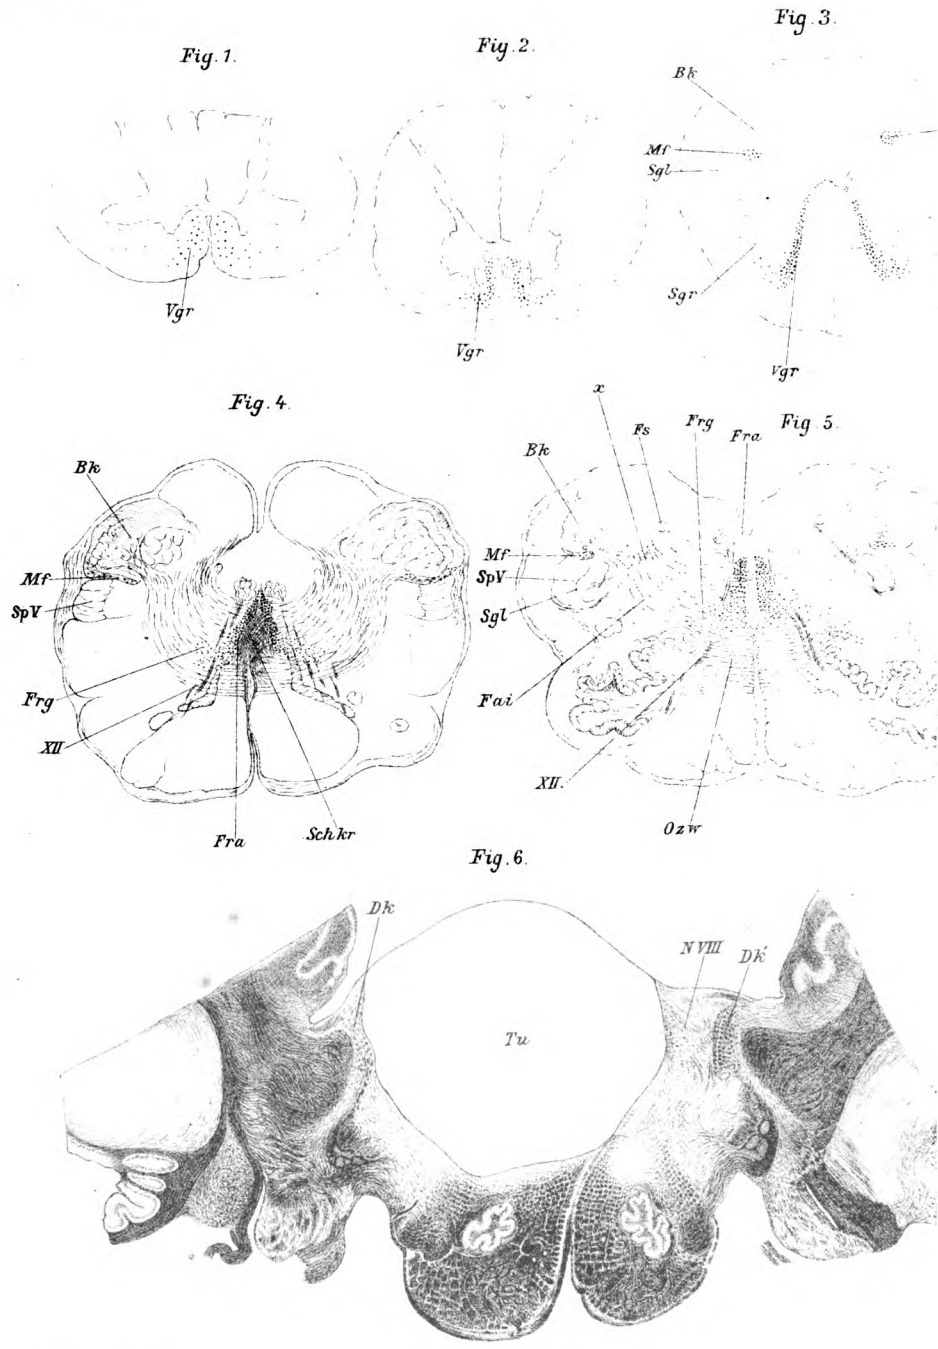 Fig. 1.
Fig. 2.
Fig. 3.
Bk
Mf
Sgl
Sgr
Vgr
Vgr
Vgr
Fig. 4.
Bk
Mf
SpV
Frg
XII
Fra
Schkr
Fig. 5.
x
Fs
Frg
Fra
Bk
Mf
SpV
Sgl
Fai
XII.
Ozw
Fig. 6.
Dk
N VIII
Dk'
Tu